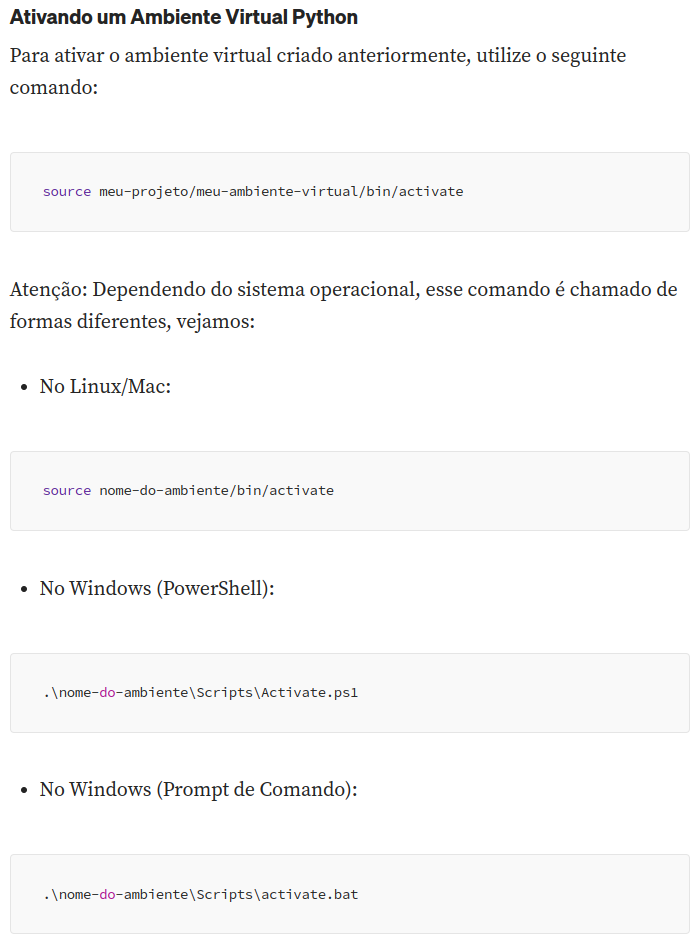 Ativando um Ambiente Virtual Python
Para ativar o ambiente virtual criado anteriormente, utilize o seguinte
comando:
source meu-projeto/meu-ambiente-virtual/bin/activate
Atenção: Dependendo do sistema operacional, esse comando é chamado de
formas diferentes, vejamos:
• No Linux/Mac:
source nome-do-ambiente/bin/activate
• No Windows (PowerShell):
.\nome-do-ambiente\Scripts\Activate.ps1
• No Windows (Prompt de Comando):
.\nome-do-ambiente\Scripts\activate.bat